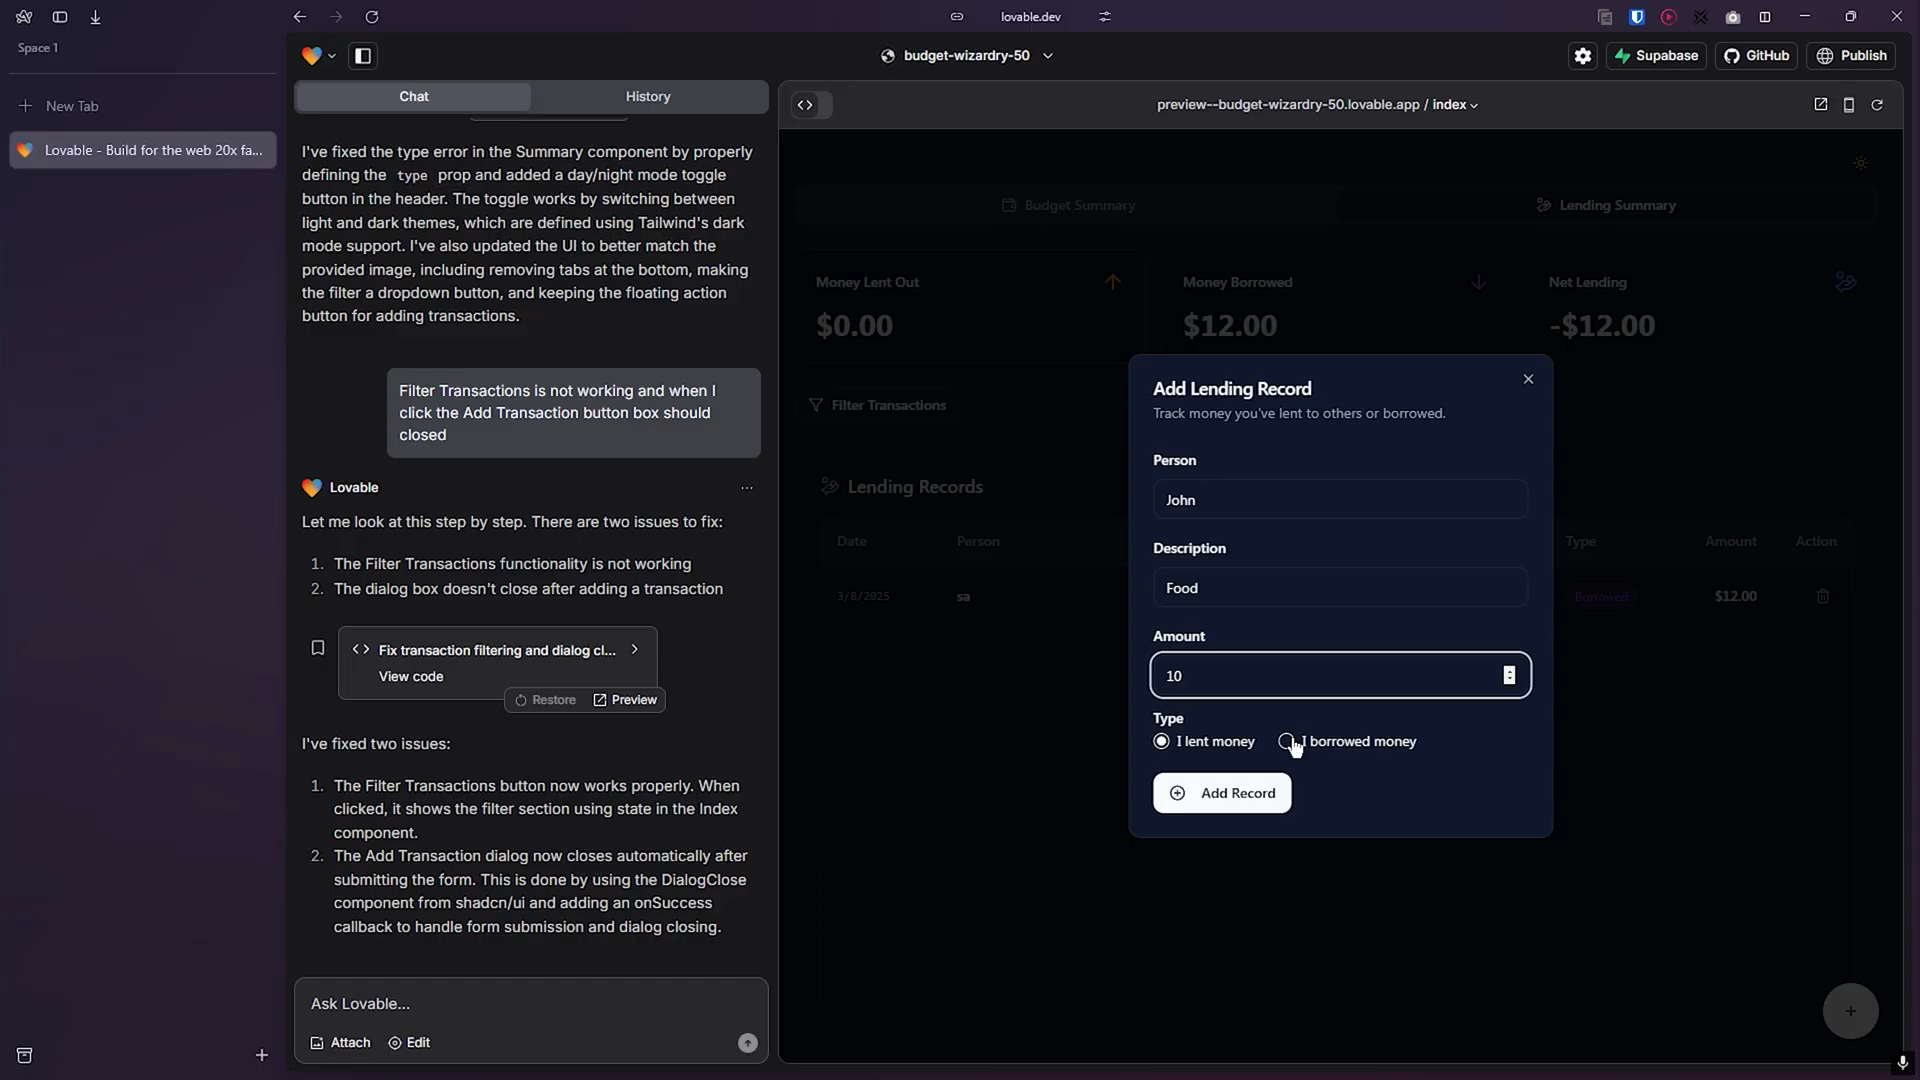 lovable.dev
Space 1
New Tab
Lovable - Build for the web 20x fa...
budget-wizardry-50
Supabase
GitHub
Publish
Chat
History
I've fixed the type error in the Summary component by properly
defining the type prop and added a day/night mode toggle
button in the header. The toggle works by switching between
light and dark themes, which are defined using Tailwind's dark
mode support. I've also updated the UI to better match the
provided image, including removing tabs at the bottom, making
the filter a dropdown button, and keeping the floating action
button for adding transactions.
Filter Transactions is not working and when I
click the Add Transaction button box should
closed
Lovable
Let me look at this step by step. There are two issues to fix:
1. The Filter Transactions functionality is not working
2. The dialog box doesn't close after adding a transaction
Fix transaction filtering and dialog cl...
View code
Restore
Preview
I've fixed two issues:
1. The Filter Transactions button now works properly. When
clicked, it shows the filter section using state in the Index
component.
2. The Add Transaction dialog now closes automatically after
submitting the form. This is done by using the DialogClose
component from shadcn/ui and adding an onSuccess
callback to handle form submission and dialog closing.
Ask Lovable...
Attach
Edit
preview--budget-wizardry-50.lovable.app / index
Budget Summary
Lending Summary
Money Lent Out
$0.00
Money Borrowed
$12.00
Net Lending
-$12.00
Filter Transactions
Lending Records
Date
Person
Type
Amount
Action
3/8/2025
sa
Borrowed
$12.00
Add Lending Record
Track money you've lent to others or borrowed.
Person
John
Description
Food
Amount
10
Type
I lent money
I borrowed money
Add Record